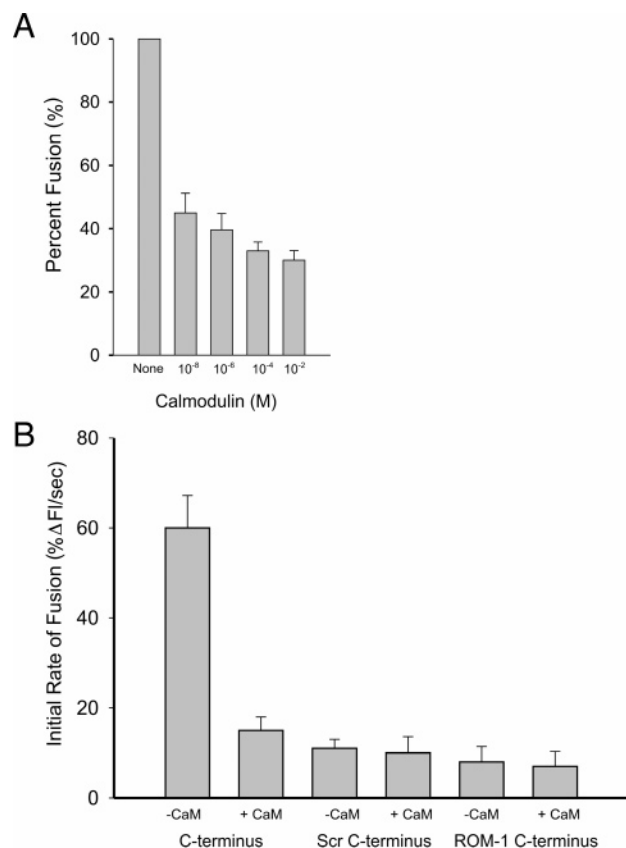 A
Percent Fusion (%)
100
80
60
40
20
0
None 10⁻⁸ 10⁻⁶ 10⁻⁴ 10⁻²
Calmodulin (M)
B
Initial Rate of Fusion (%ΔFI/sec)
80
60
40
20
0
-CaM + CaM -CaM + CaM -CaM + CaM
C-terminus Scr C-terminus ROM-1 C-terminus